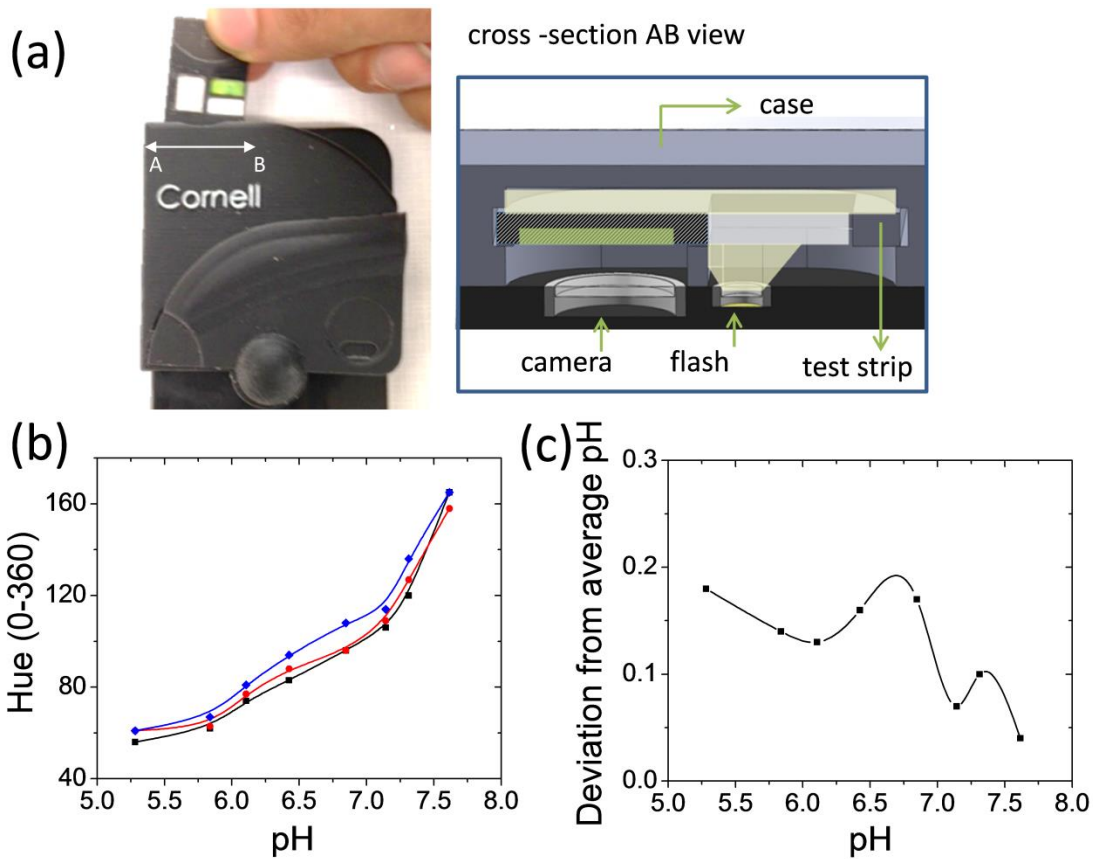 (a)
cross -section AB view
A
B
Cornell
case
camera
flash
test strip
(b)
Hue (0-360)
160
120
80
40
5.0 5.5 6.0 6.5 7.0 7.5 8.0
pH
(c)
Deviation from average pH
0.3
0.2
0.1
0.0
5.0 5.5 6.0 6.5 7.0 7.5 8.0
pH